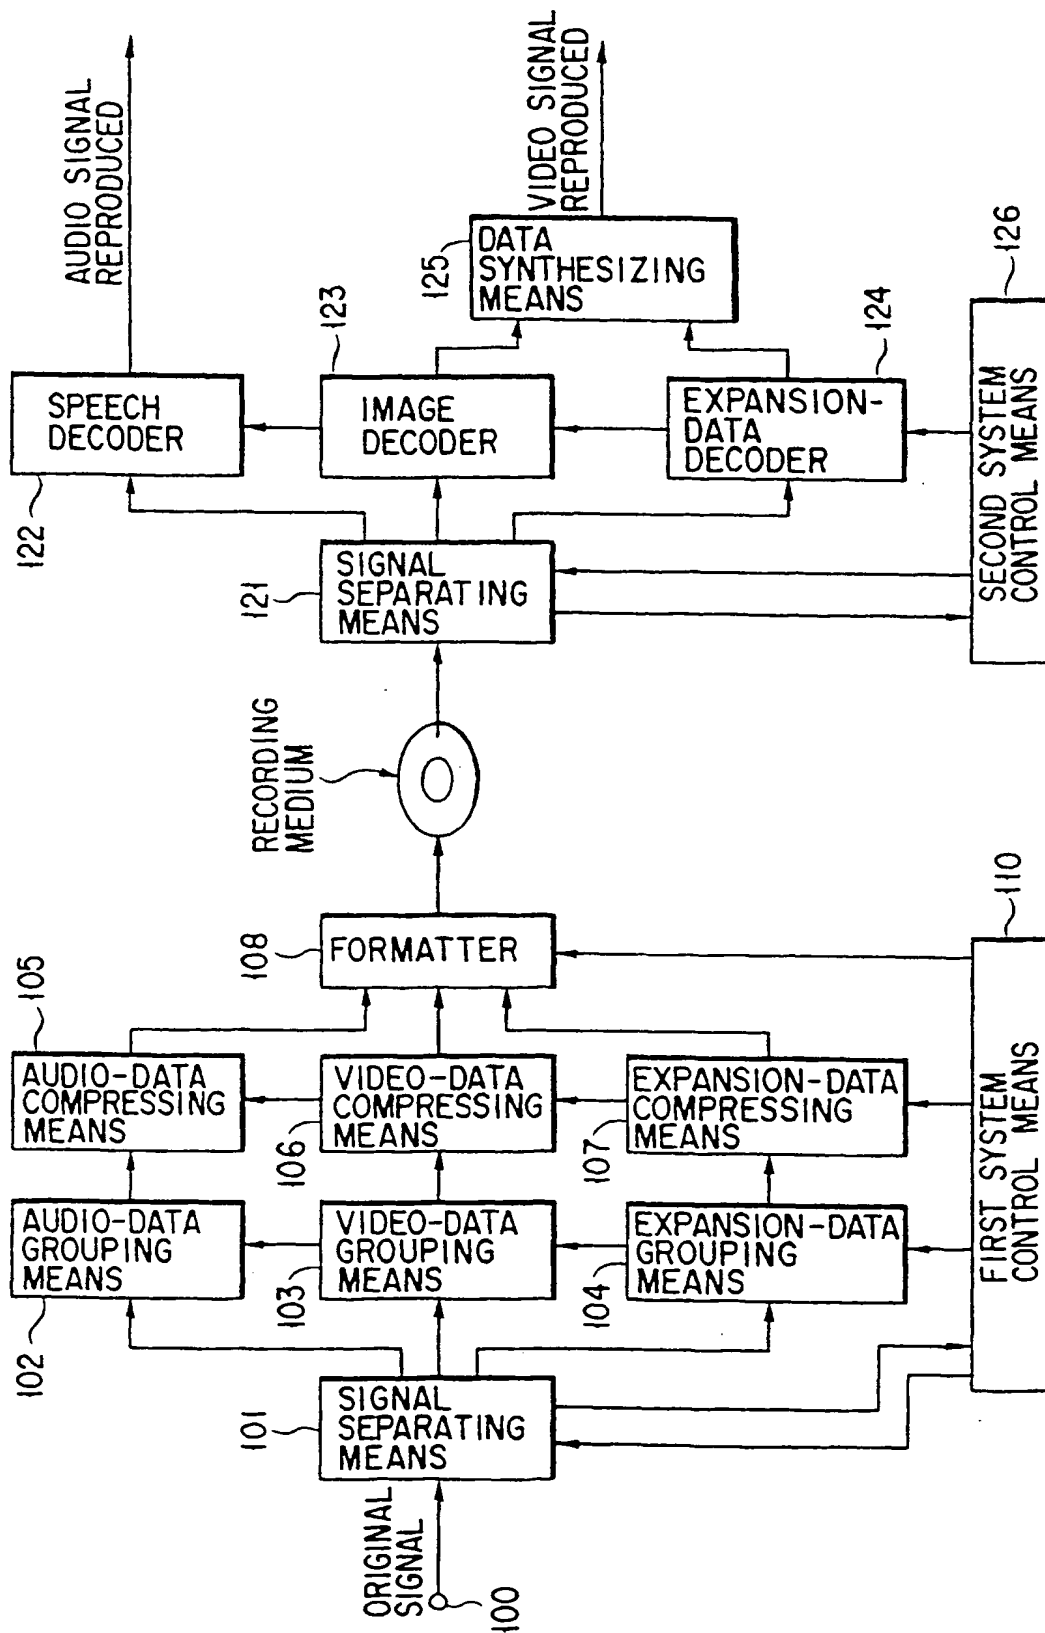 ORIGINAL
SIGNAL
100
101
SIGNAL
SEPARATING
MEANS
102
AUDIO-DATA
GROUPING
MEANS
103
VIDEO-DATA
GROUPING
MEANS
104
EXPANSION-DATA
GROUPING
MEANS
105
AUDIO-DATA
COMPRESSING
MEANS
106
VIDEO-DATA
COMPRESSING
MEANS
107
EXPANSION-DATA
COMPRESSING
MEANS
108
FORMATTER
FIRST SYSTEM
CONTROL MEANS
110
RECORDING
MEDIUM
121
SIGNAL
SEPARATING
MEANS
122
SPEECH
DECODER
123
IMAGE
DECODER
124
EXPANSION-
DATA
DECODER
125
DATA
SYNTHESIZING
MEANS
AUDIO SIGNAL
REPRODUCED
VIDEO SIGNAL
REPRODUCED
SECOND SYSTEM
CONTROL MEANS
126